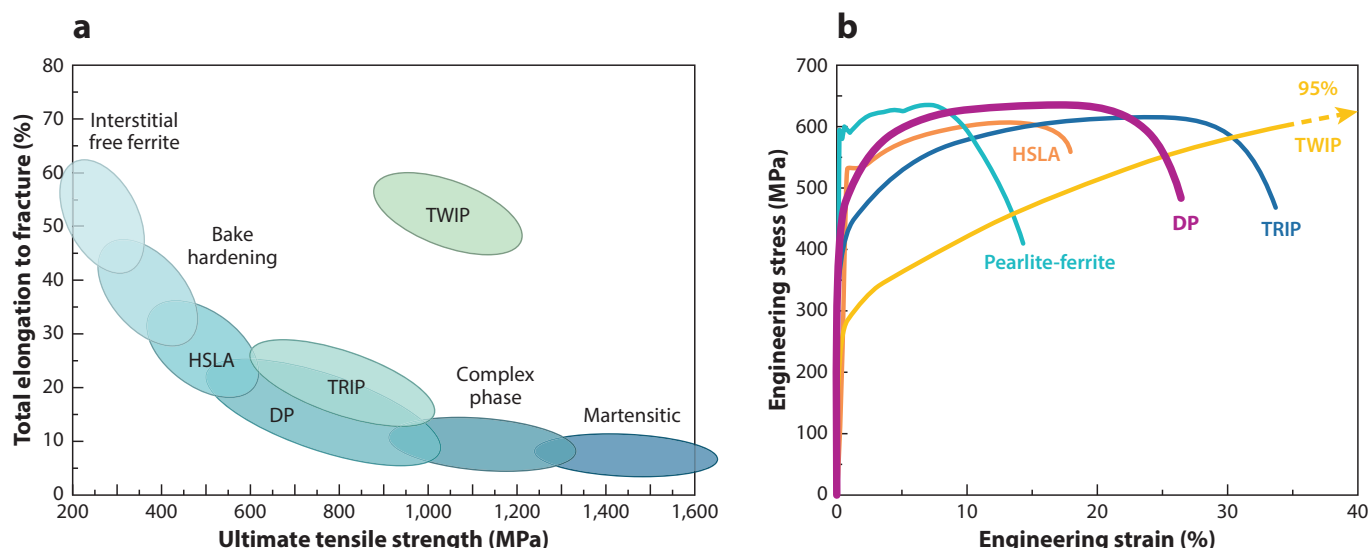 a
80
70
60
50
40
30
20
10
0
Total elongation to fracture (%)
Interstitial
free ferrite
Bake
hardening
TWIP
HSLA
TRIP
DP
Complex
phase
Martensitic
200
400
600
800
1,000
1,200
1,400
1,600
Ultimate tensile strength (MPa)
b
700
600
500
400
300
200
100
0
Engineering stress (MPa)
95%
TWIP
HSLA
DP
TRIP
Pearlite-ferrite
0
10
20
30
40
Engineering strain (%)